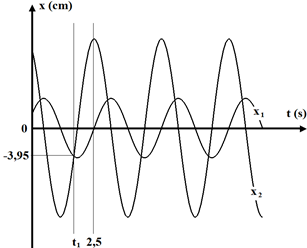 x (cm)
t (s)
x₁
0
-3,95
x₂
t₁ 2,5